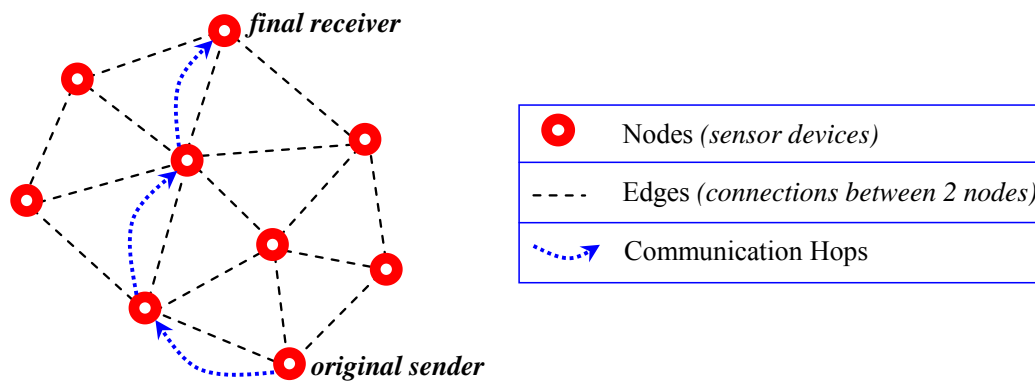 final receiver
Nodes (sensor devices)
Edges (connections between 2 nodes)
Communication Hops
original sender